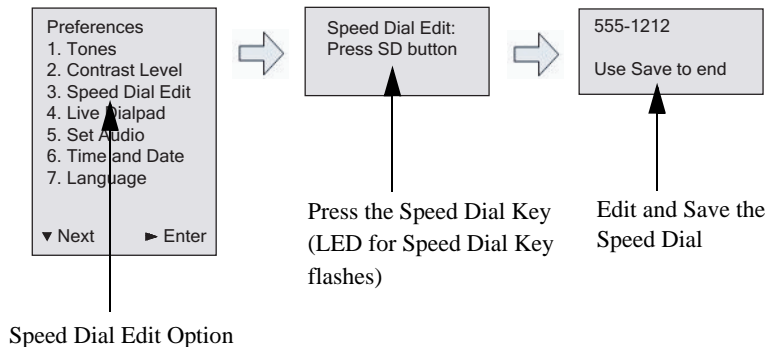 Preferences
1. Tones
2. Contrast Level
3. Speed Dial Edit
4. Live Dialpad
5. Set Audio
6. Time and Date
7. Language
▼ Next ► Enter
Speed Dial Edit:
Press SD button
555-1212
Use Save to end
Press the Speed Dial Key
(LED for Speed Dial Key
flashes)
Edit and Save the
Speed Dial
Speed Dial Edit Option